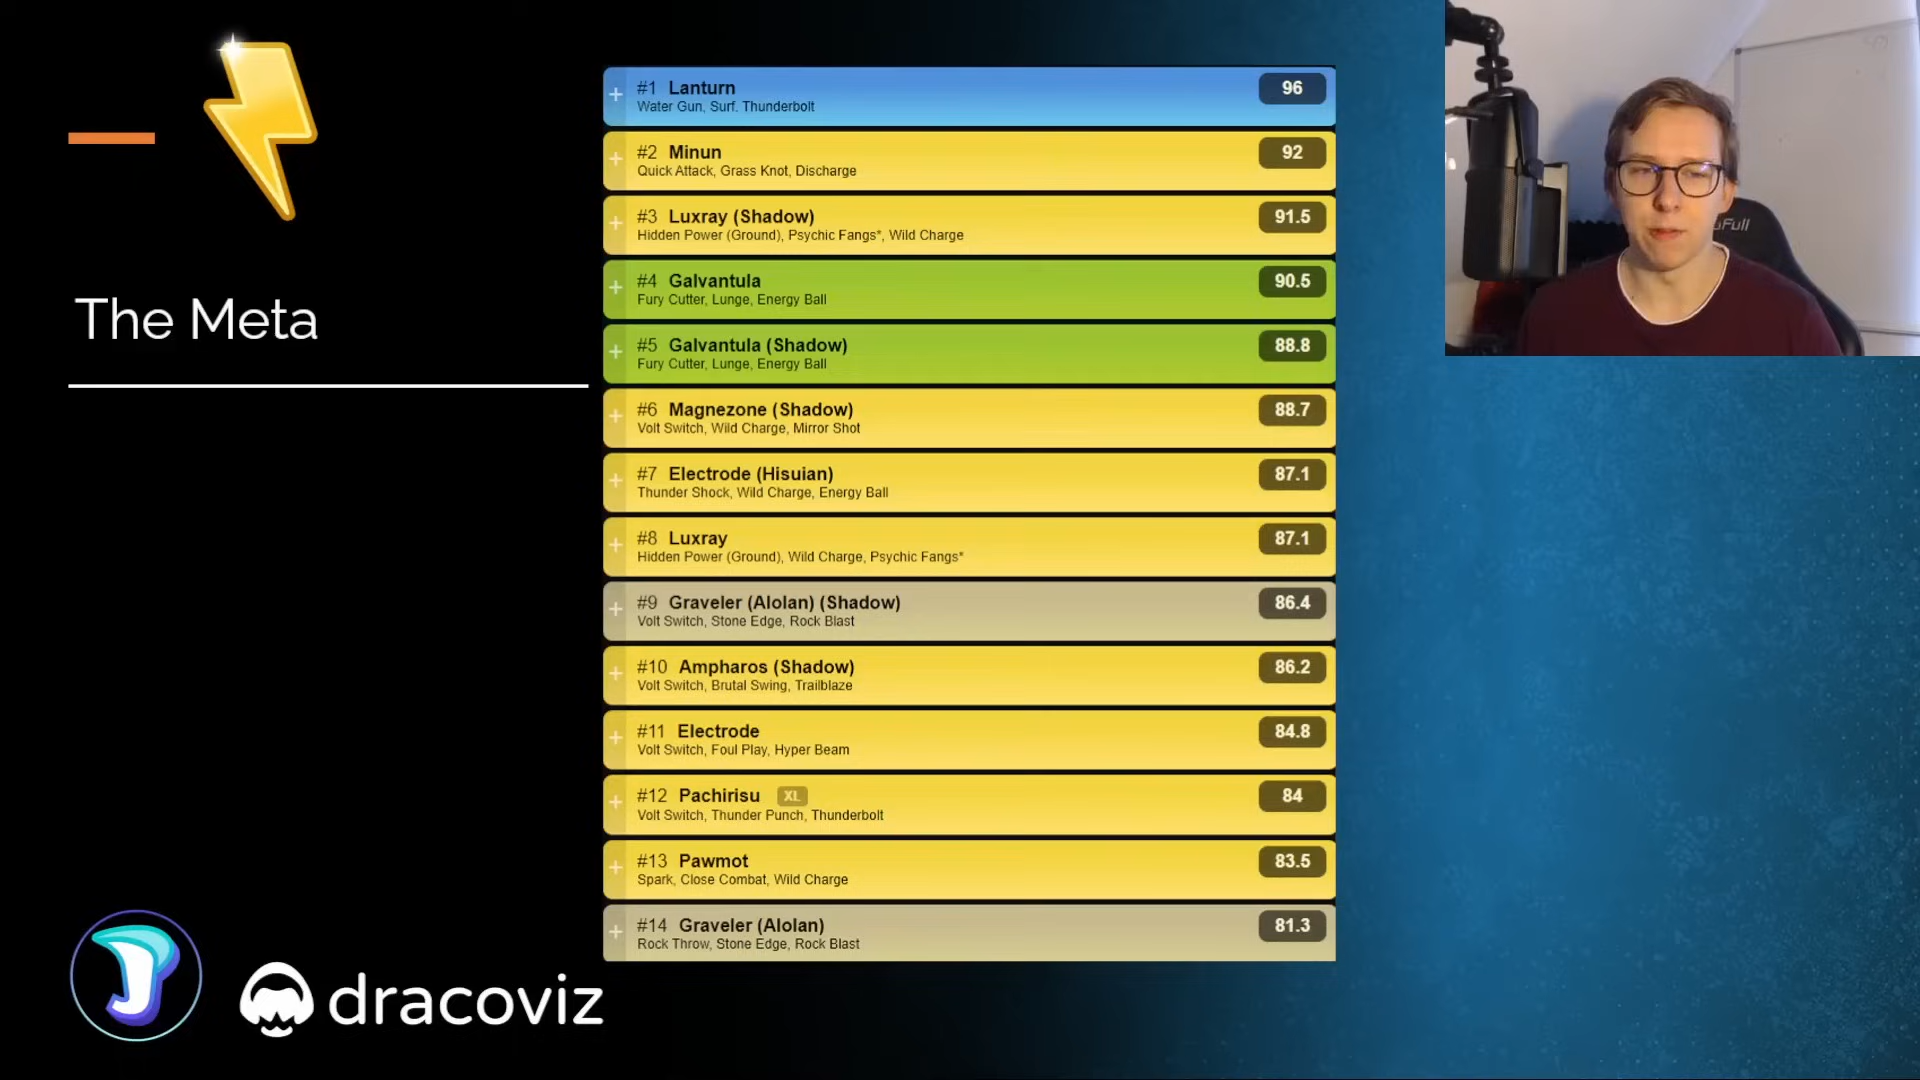 The Meta
#1 Lanturn 96
Water Gun, Surf. Thunderbolt
#2 Minun 92
Quick Attack, Grass Knot, Discharge
#3 Luxray (Shadow) 91.5
Hidden Power (Ground), Psychic Fangs*, Wild Charge
#4 Galvantula 90.5
Fury Cutter, Lunge, Energy Ball
#5 Galvantula (Shadow) 88.8
Fury Cutter, Lunge, Energy Ball
#6 Magnezone (Shadow) 88.7
Volt Switch, Wild Charge, Mirror Shot
#7 Electrode (Hisuian) 87.1
Thunder Shock, Wild Charge, Energy Ball
#8 Luxray 87.1
Hidden Power (Ground), Wild Charge, Psychic Fangs*
#9 Graveler (Alolan) (Shadow) 86.4
Volt Switch, Stone Edge, Rock Blast
#10 Ampharos (Shadow) 86.2
Volt Switch, Brutal Swing, Trailblaze
#11 Electrode 84.8
Volt Switch, Foul Play, Hyper Beam
#12 Pachirisu XL 84
Volt Switch, Thunder Punch, Thunderbolt
#13 Pawmot 83.5
Spark, Close Combat, Wild Charge
#14 Graveler (Alolan) 81.3
Rock Throw, Stone Edge, Rock Blast
dracoviz